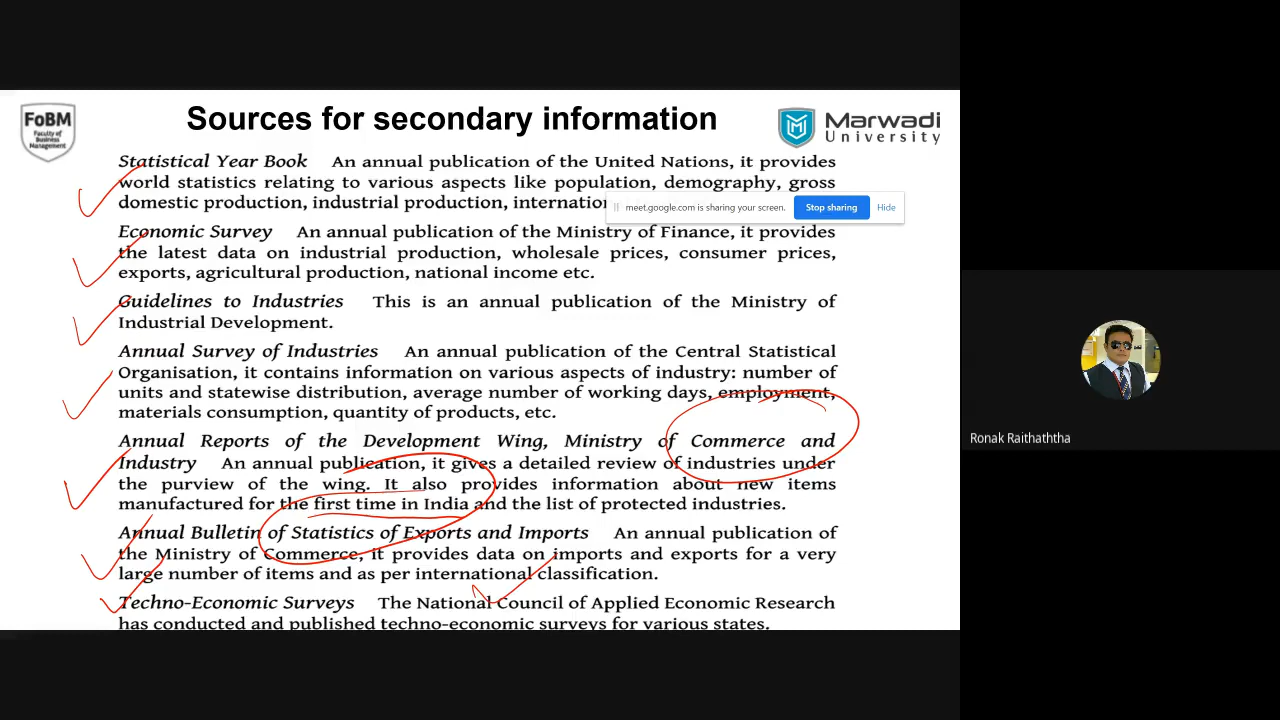 FoBM
Faculty of
Business
Management
Sources for secondary information
Marwadi
University
Statistical Year Book An annual publication of the United Nations, it provides
world statistics relating to various aspects like population, demography, gross
domestic production, industrial production,
meet.google.com is sharing your screen. Stop sharing Hide
Economic Survey An annual publication of the Ministry of Finance, it provides
the latest data on industrial production, wholesale prices, consumer prices,
exports, agricultural production, national income etc.
Guidelines to Industries This is an annual publication of the Ministry of
Industrial Development.
Annual Survey of Industries An annual publication of the Central Statistical
Organisation, it contains information on various aspects of industry: number of
units and statewise distribution, average number of working days, employment,
materials consumption, quantity of products, etc.
Annual Reports of the Development Wing, Ministry of Commerce and
Industry An annual publication, it gives a detailed review of industries under
the purview of the wing. It also provides information about new items
manufactured for the first time in India and the list of protected industries.
Annual Bulletin of Statistics of Exports and Imports An annual publication of
the Ministry of Commerce, it provides data on imports and exports for a very
large number of items and as per international classification.
Techno-Economic Surveys The National Council of Applied Economic Research
has conducted and published techno-economic surveys for various states.
Ronak Raithaththa